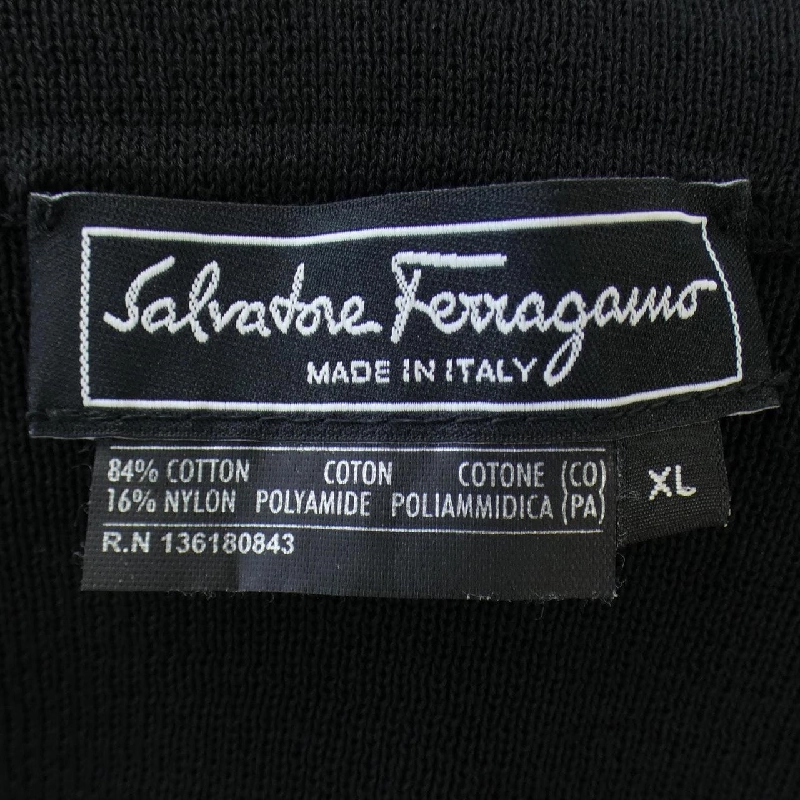 Salvatore Ferragamo
MADE IN ITALY
84% COTTON COTON COTONE (CO)
16% NYLON POLYAMIDE POLIAMMIDICA (PA)
R.N 136180843
XL